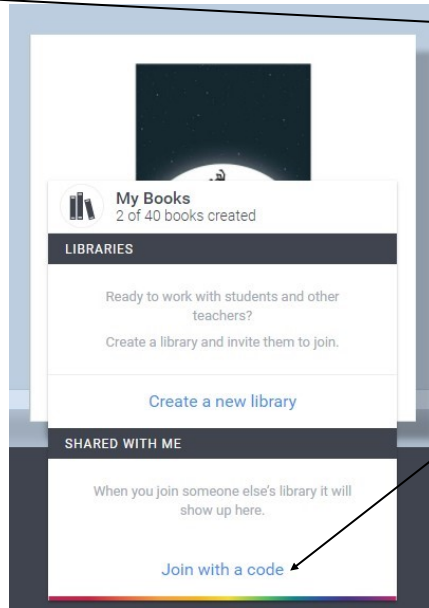 My Books
2 of 40 books created
LIBRARIES
Ready to work with students and other
teachers?
Create a library and invite them to join.
Create a new library
SHARED WITH ME
When you join someone else's library it will
show up here.
Join with a code